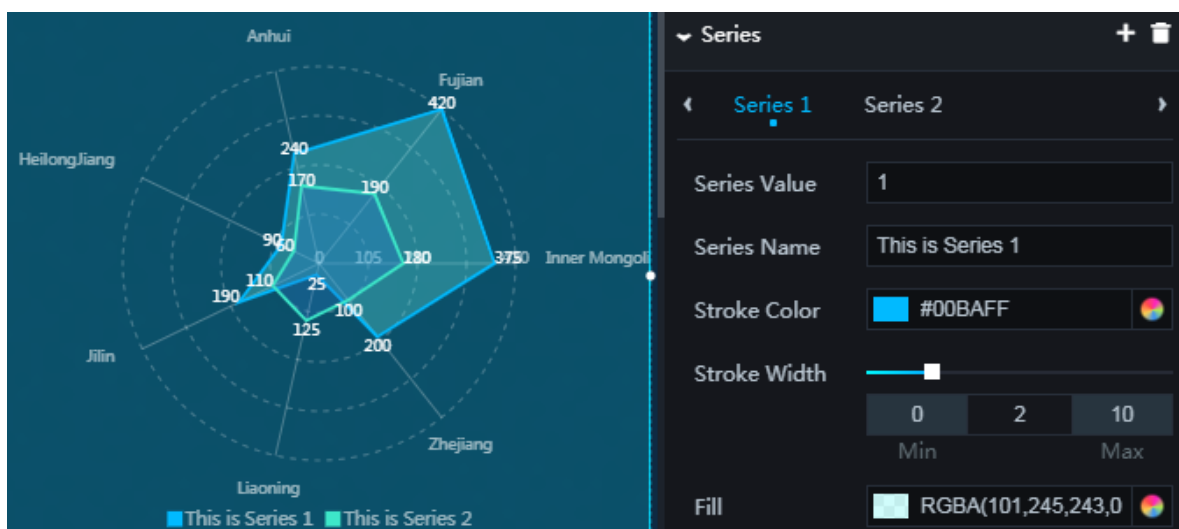 Anhui
Fujian
420
240
HeilongJiang
170
190
90
60
0
105
180
375
Inner Mongoli
110
25
190
100
125
200
Jilin
Zhejiang
Liaoning
This is Series 1 This is Series 2
Series
Series 1 Series 2
Series Value 1
Series Name This is Series 1
Stroke Color #00BAFF
Stroke Width
0 2 10
Min Max
Fill RGBA(101,245,243,0